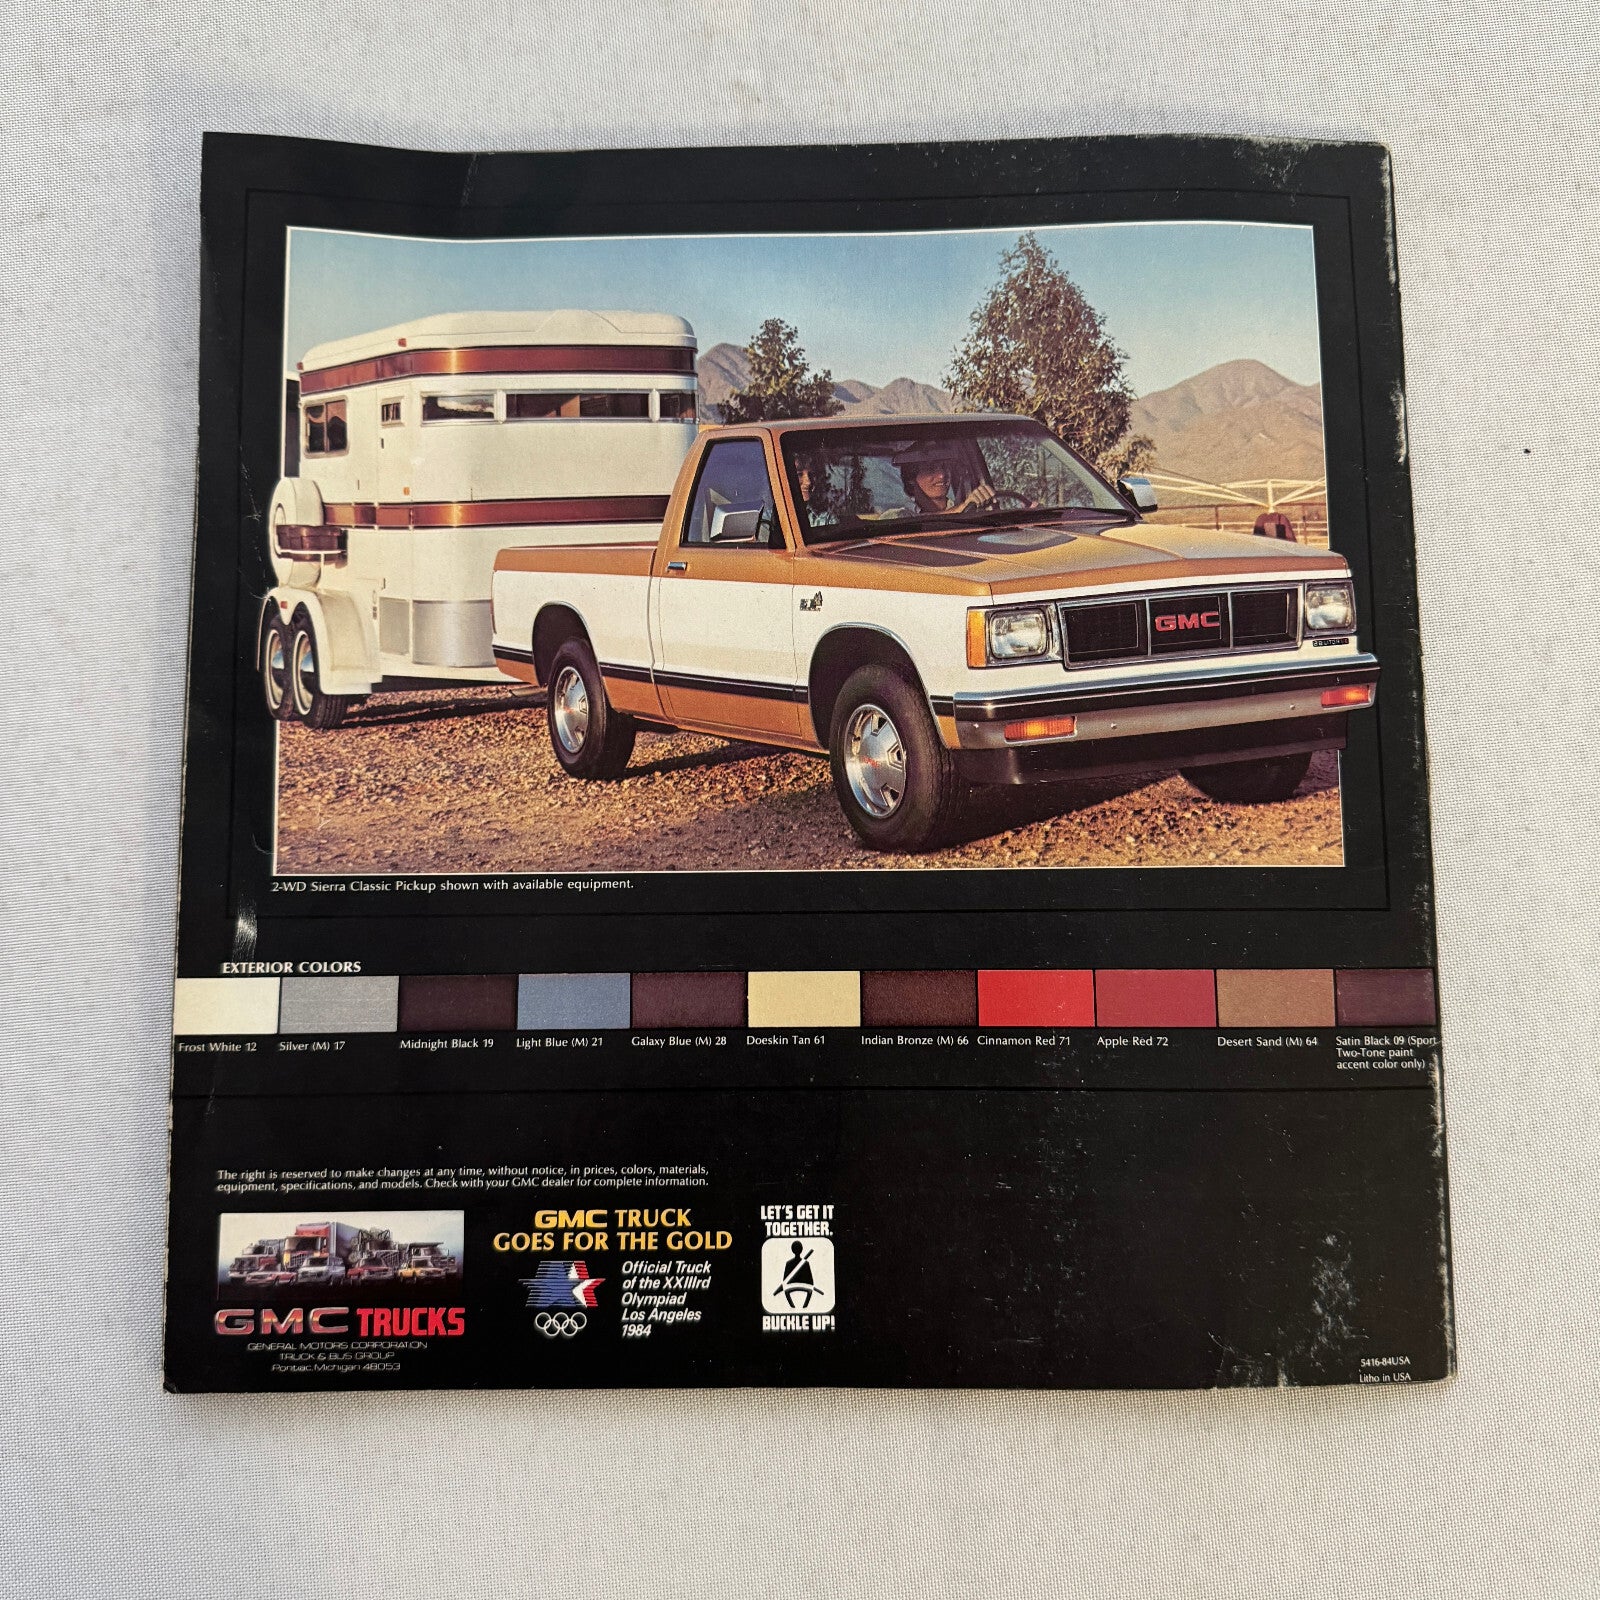 GMC
2-WD Sierra Classic Pickup shown with available equipment.
EXTERIOR COLORS
Frost White 12
Silver (M) 17
Midnight Black 19
Light Blue (M) 21
Galaxy Blue (M) 28
Doeskin Tan 61
Indian Bronze (M) 66
Cinnamon Red 71
Apple Red 72
Desert Sand (M) 64
Satin Black 09 (Sport
Two-Tone paint
accent color only)
The right is reserved to make changes at any time, without notice, in prices, colors, materials,
equipment, specifications, and models. Check with your GMC dealer for complete information.
GMC TRUCKS
GENERAL MOTORS CORPORATION
TRUCK & BUS GROUP
Pontiac, Michigan 48053
GMC TRUCK
GOES FOR THE GOLD
Official Truck
of the XXIIIrd
Olympiad
Los Angeles
1984
LET'S GET IT
TOGETHER.
BUCKLE UP!
5416-84USA
Litho in USA